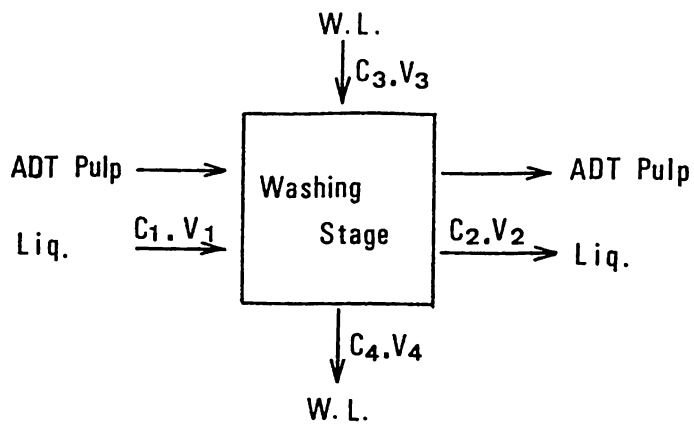 W.L.
C₃.V₃
ADT Pulp
ADT Pulp
Washing
Stage
C₁.V₁
C₂.V₂
Liq.
Liq.
C₄.V₄
W.L.